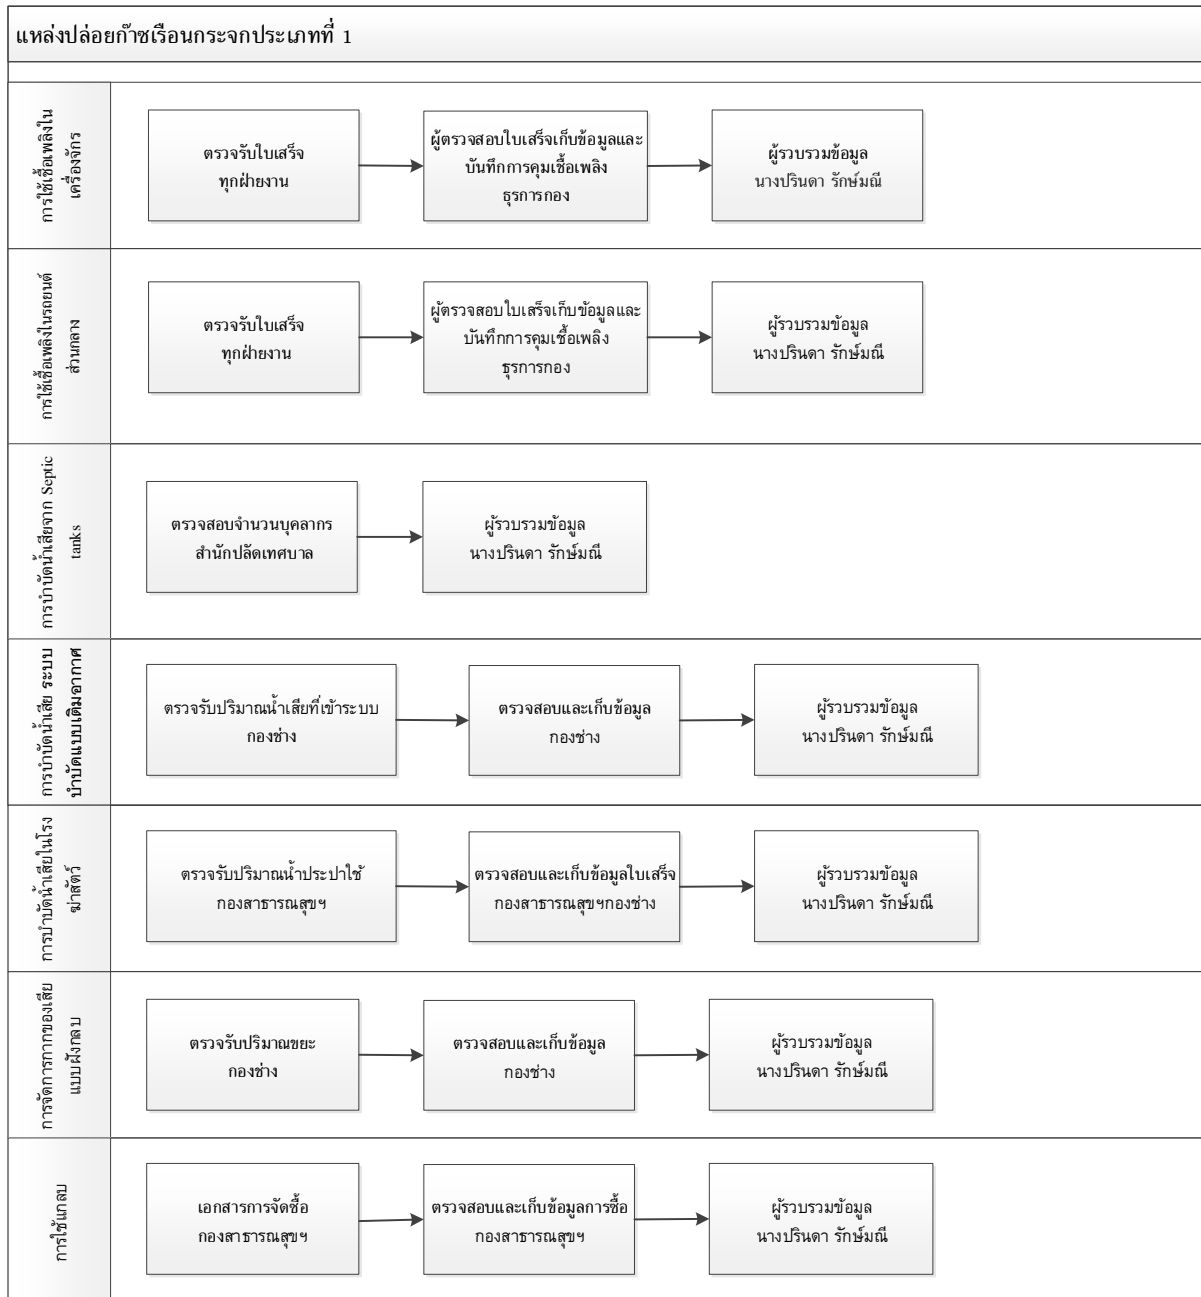 แหล่งปล่อยก๊าซเรือนกระจกประเภทที่ 1
การใช้เชื้อเพลิงใน
เครื่องจักร
ตรวจรับใบเสร็จ
ทุกฝ่ายงาน
ผู้ตรวจสอบใบเสร็จเก็บข้อมูลและ
บันทึกการคุมเชื้อเพลิง
ธุรการกอง
ผู้รวบรวมข้อมูล
นางปรินดา รักษ์มณี
การใช้เชื้อเพลิงในรถยนต์
ส่วนกลาง
ตรวจรับใบเสร็จ
ทุกฝ่ายงาน
ผู้ตรวจสอบใบเสร็จเก็บข้อมูลและ
บันทึกการคุมเชื้อเพลิง
ธุรการกอง
ผู้รวบรวมข้อมูล
นางปรินดา รักษ์มณี
การบำบัดน้ำเสียจาก Septic
tanks
ตรวจสอบจำนวนบุคลากร
สำนักปลัดเทศบาล
ผู้รวบรวมข้อมูล
นางปรินดา รักษ์มณี
การบำบัดน้ำเสีย ระบบ
บำบัดแบบเติมอากาศ
ตรวจรับปริมาณน้ำเสียที่เข้าระบบ
กองช่าง
ตรวจสอบและเก็บข้อมูล
กองช่าง
ผู้รวบรวมข้อมูล
นางปรินดา รักษ์มณี
การบำบัดน้ำเสียในโรง
ฆ่าสัตว์
ตรวจรับปริมาณน้ำประปาใช้
กองสาธารณสุขฯ
ตรวจสอบและเก็บข้อมูลใบเสร็จ
กองสาธารณสุขฯกองช่าง
ผู้รวบรวมข้อมูล
นางปรินดา รักษ์มณี
การจัดการกากของเสีย
แบบฝังกลบ
ตรวจรับปริมาณขยะ
กองช่าง
ตรวจสอบและเก็บข้อมูล
กองช่าง
ผู้รวบรวมข้อมูล
นางปรินดา รักษ์มณี
การใช้แกลบ
เอกสารการจัดซื้อ
กองสาธารณสุขฯ
ตรวจสอบและเก็บข้อมูลการซื้อ
กองสาธารณสุขฯ
ผู้รวบรวมข้อมูล
นางปรินดา รักษ์มณี